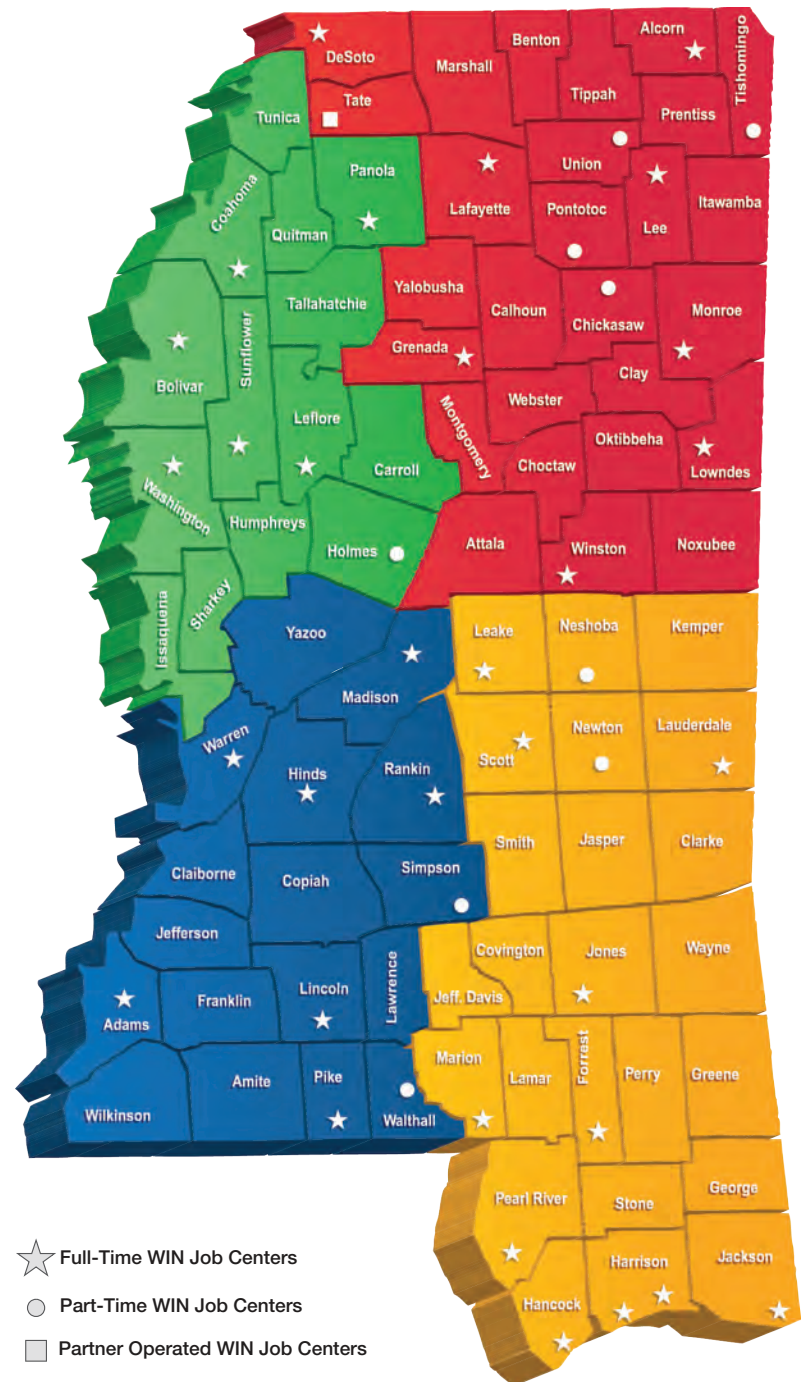 DeSoto
Marshall
Benton
Alcorn
Tishomingo
Tate
Tippah
Prentiss
Tunica
Panola
Union
Coahoma
Quitman
Lafayette
Pontotoc
Lee
Itawamba
Tallahatchie
Yalobusha
Calhoun
Chickasaw
Monroe
Sunflower
Grenada
Bolivar
Clay
Leflore
Montgomery
Webster
Oktibbeha
Carroll
Choctaw
Lowndes
Washington
Humphreys
Holmes
Attala
Winston
Noxubee
Issaquena
Sharkey
Yazoo
Leake
Neshoba
Kemper
Madison
Warren
Hinds
Rankin
Scott
Newton
Lauderdale
Claiborne
Copiah
Simpson
Smith
Jasper
Clarke
Jefferson
Lawrence
Covington
Jones
Wayne
Jeff. Davis
Adams
Franklin
Lincoln
Marion
Lamar
Forrest
Perry
Greene
Wilkinson
Amite
Pike
Walthall
Pearl River
Stone
George
Harrison
Jackson
Hancock
Full-Time WIN Job Centers
Part-Time WIN Job Centers
Partner Operated WIN Job Centers